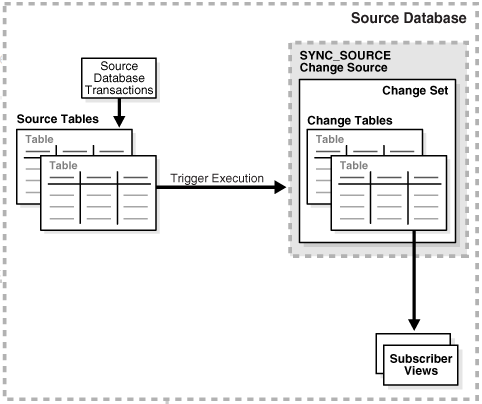 Source Database
SYNC_SOURCE
Change Source
Source
Database
Transactions
Change Set
Source Tables
Change Tables
Table
Table
Table
Table
Trigger Execution
Subscriber
Views